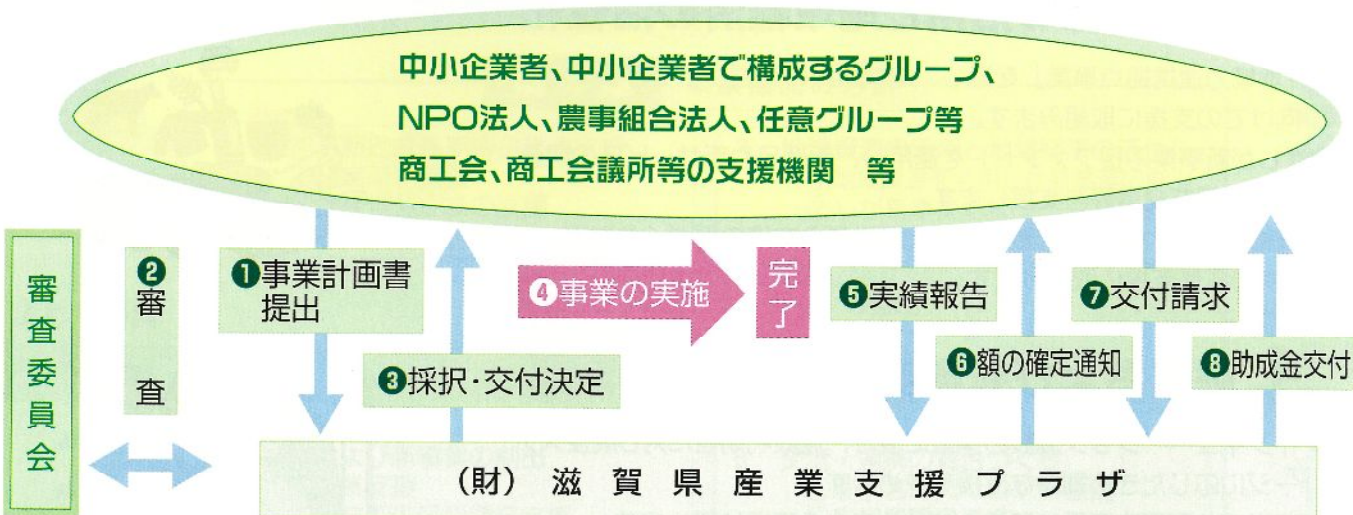 中小企業者、中小企業者で構成するグループ、
NPO法人、農事組合法人、任意グループ等
商工会、商工会議所等の支援機関　等
審査委員会
❷審査
❶事業計画書
提出
❸採択・交付決定
❹事業の実施
完了
❺実績報告
❻額の確定通知
❼交付請求
❽助成金交付
(財) 滋賀県産業支援プラザ